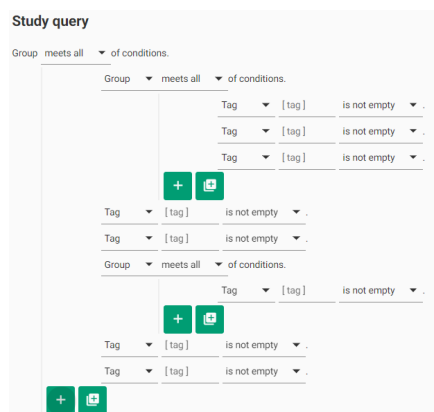 Study query
Group meets all of conditions.
Group meets all of conditions.
Tag [ tag ] is not empty .
Tag [ tag ] is not empty .
Tag [ tag ] is not empty .
+
Tag [ tag ] is not empty .
Tag [ tag ] is not empty .
Group meets all of conditions.
Tag [ tag ] is not empty .
+
Tag [ tag ] is not empty .
Tag [ tag ] is not empty .
+